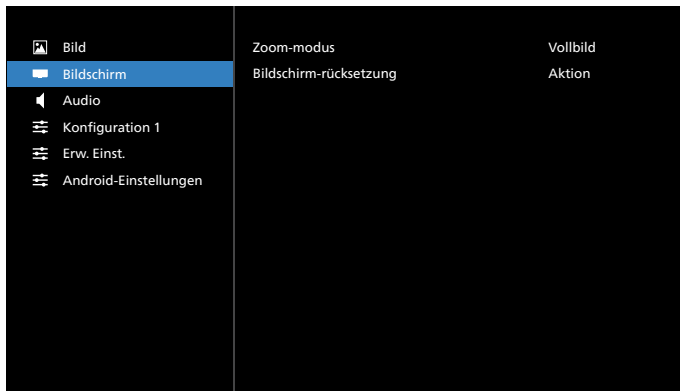 Bild
Bildschirm
Audio
Konfiguration 1
Erw. Einst.
Android-Einstellungen
Zoom-modus Vollbild
Bildschirm-rücksetzung Aktion